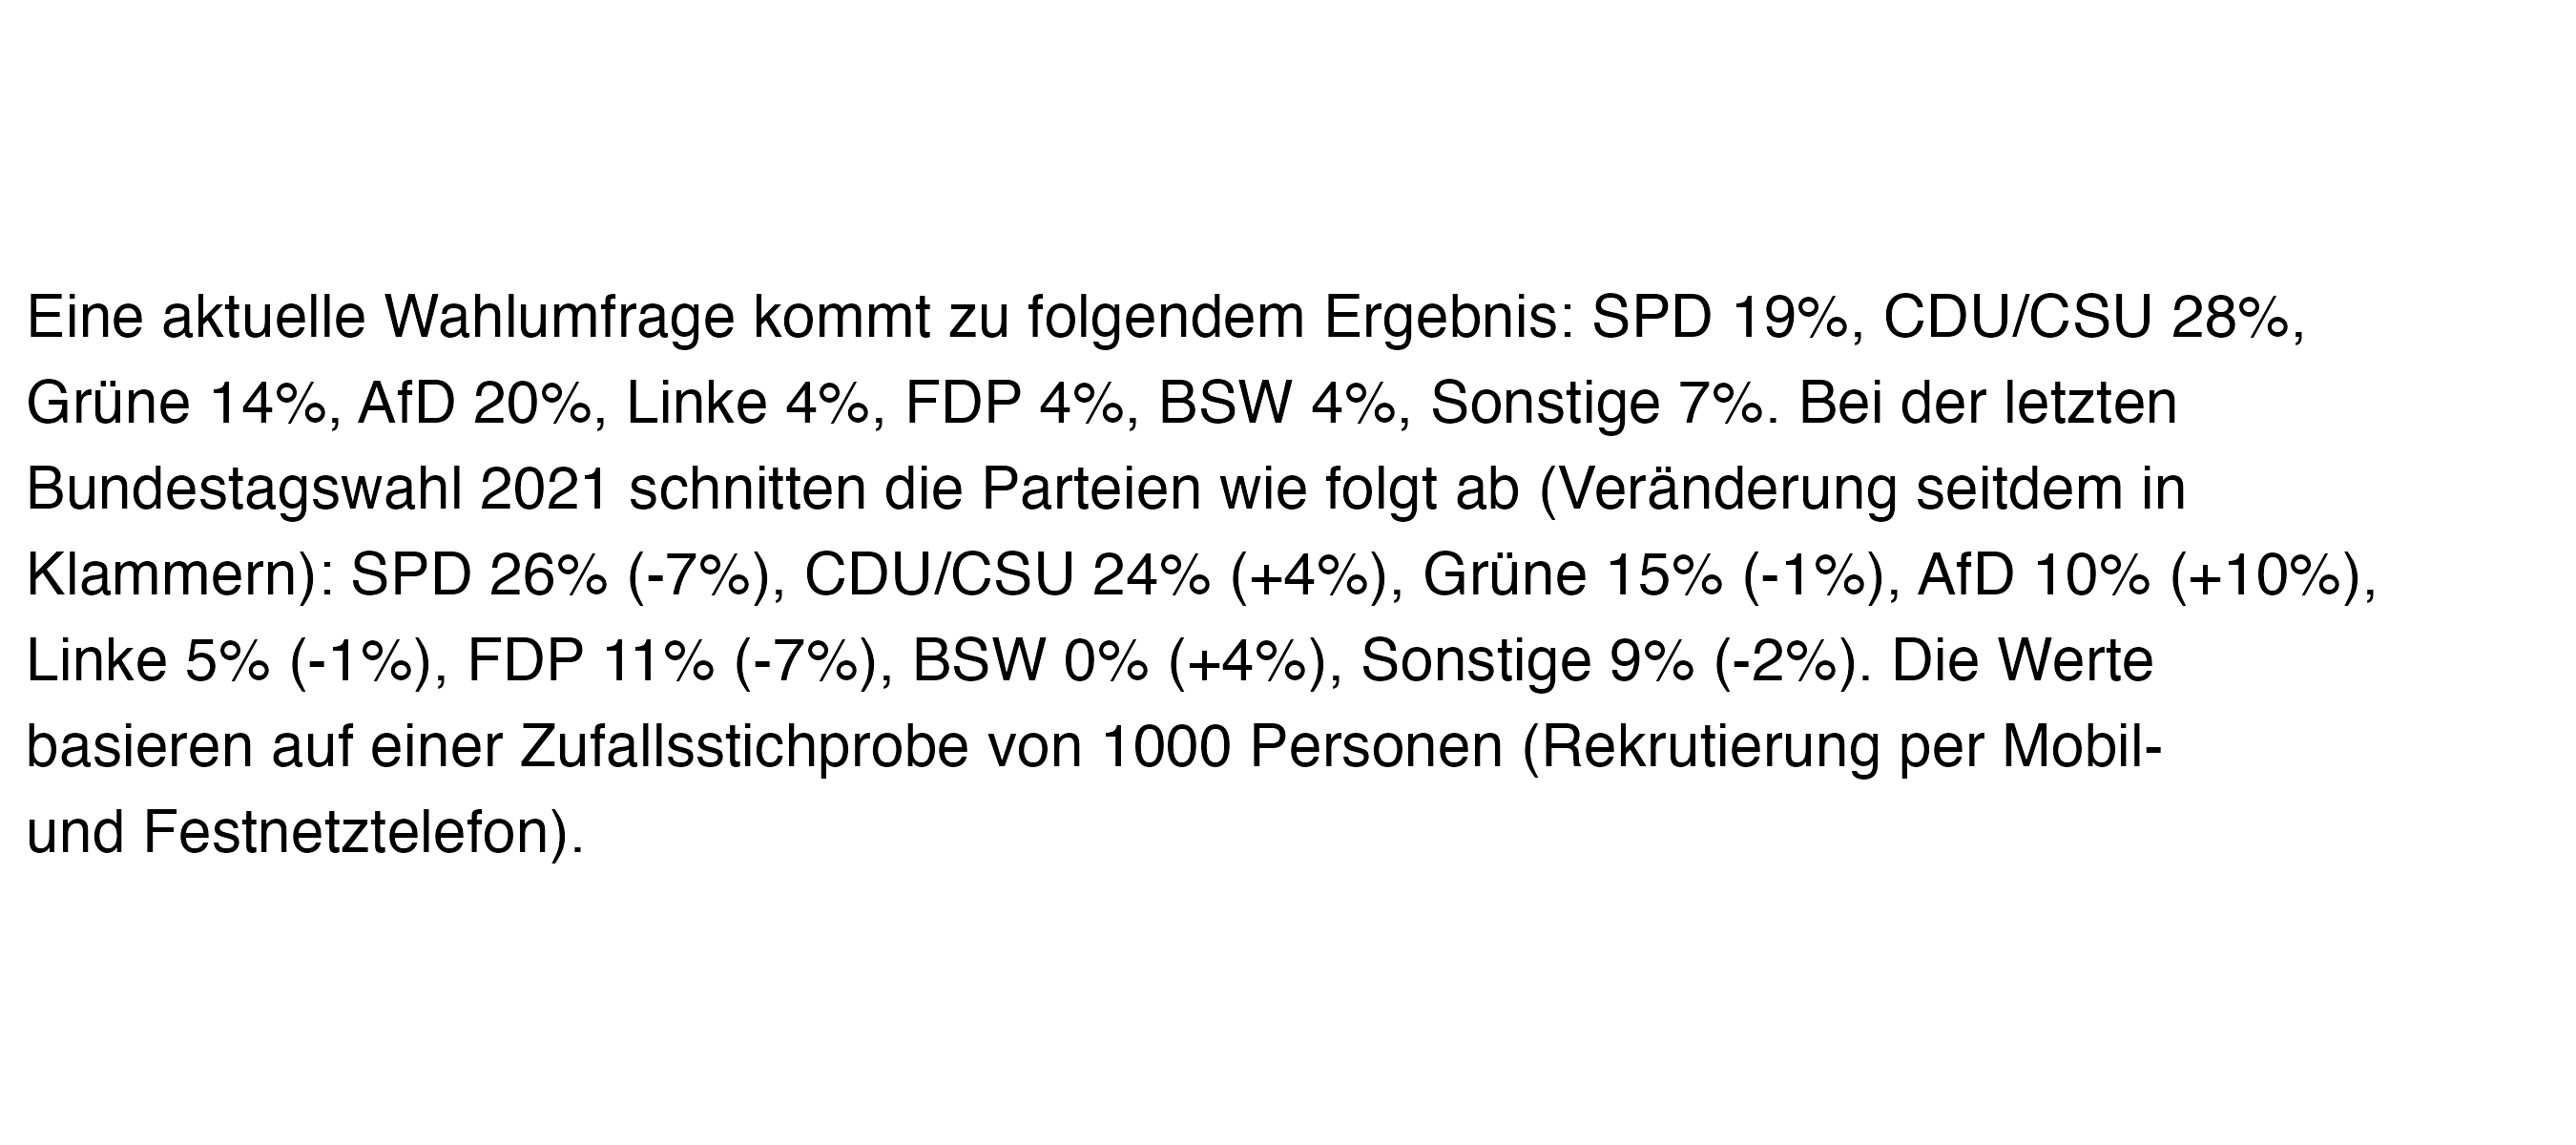 Eine aktuelle Wahlumfrage kommt zu folgendem Ergebnis: SPD 19%, CDU/CSU 28%,
Grüne 14%, AfD 20%, Linke 4%, FDP 4%, BSW 4%, Sonstige 7%. Bei der letzten
Bundestagswahl 2021 schnitten die Parteien wie folgt ab (Veränderung seitdem in
Klammern): SPD 26% (-7%), CDU/CSU 24% (+4%), Grüne 15% (-1%), AfD 10% (+10%),
Linke 5% (-1%), FDP 11% (-7%), BSW 0% (+4%), Sonstige 9% (-2%). Die Werte
basieren auf einer Zufallsstichprobe von 1000 Personen (Rekrutierung per Mobil-
und Festnetztelefon).